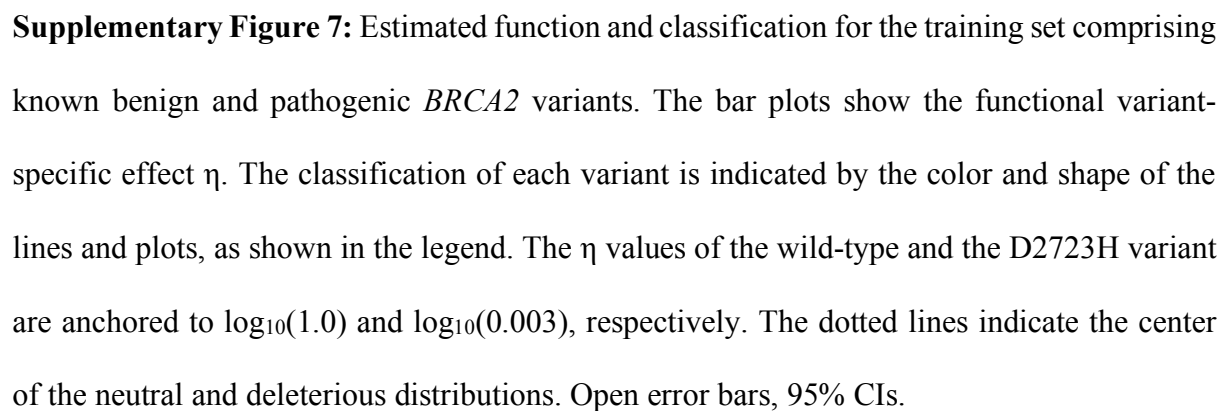 Supplementary Figure 7: Estimated function and classification for the training set comprising
known benign and pathogenic BRCA2 variants. The bar plots show the functional variant-
specific effect η. The classification of each variant is indicated by the color and shape of the
lines and plots, as shown in the legend. The η values of the wild-type and the D2723H variant
are anchored to log₁₀(1.0) and log₁₀(0.003), respectively. The dotted lines indicate the center
of the neutral and deleterious distributions. Open error bars, 95% CIs.